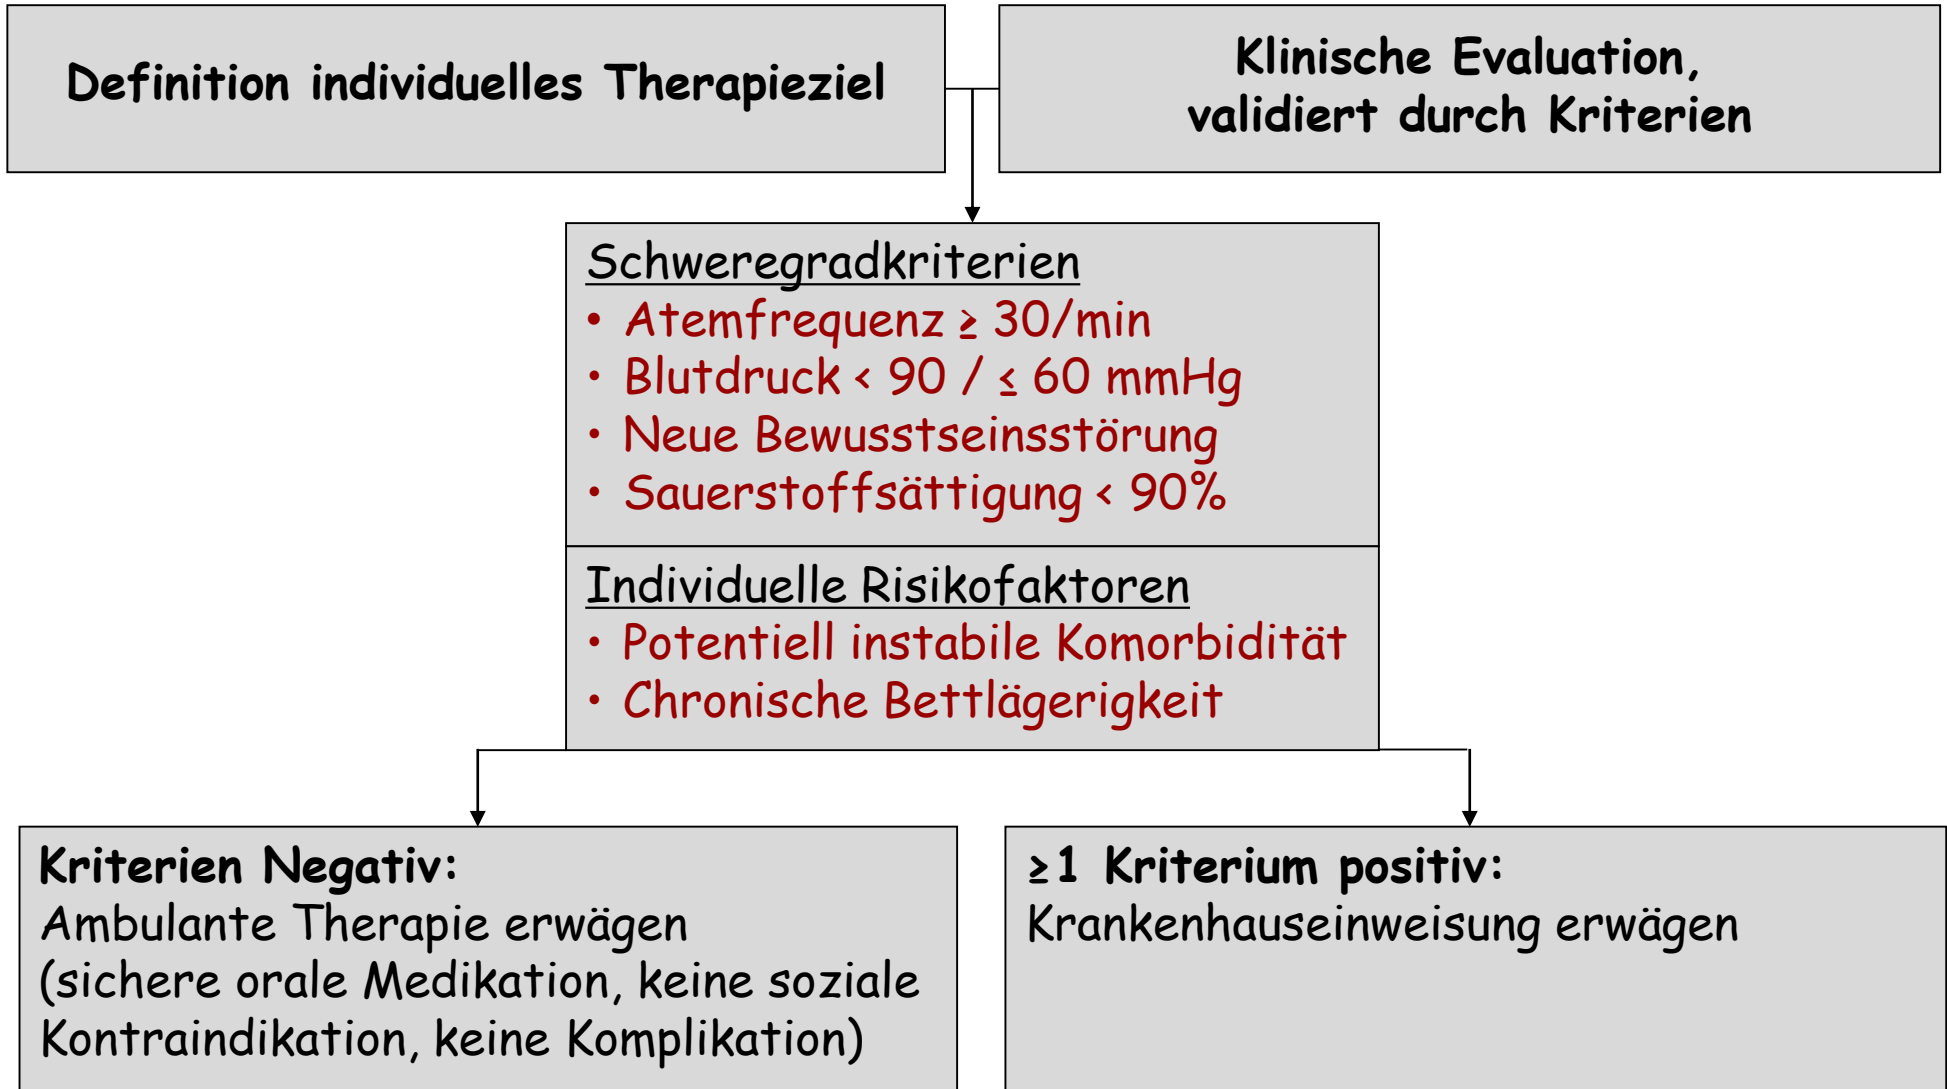 Definition individuelles Therapieziel
Klinische Evaluation,
validiert durch Kriterien
Schweregradkriterien
• Atemfrequenz ≥ 30/min
• Blutdruck < 90 / ≤ 60 mmHg
• Neue Bewusstseinsstörung
• Sauerstoffsättigung < 90%
Individuelle Risikofaktoren
• Potentiell instabile Komorbidität
• Chronische Bettlägerigkeit
Kriterien Negativ:
Ambulante Therapie erwägen
(sichere orale Medikation, keine soziale
Kontraindikation, keine Komplikation)
≥1 Kriterium positiv:
Krankenhauseinweisung erwägen